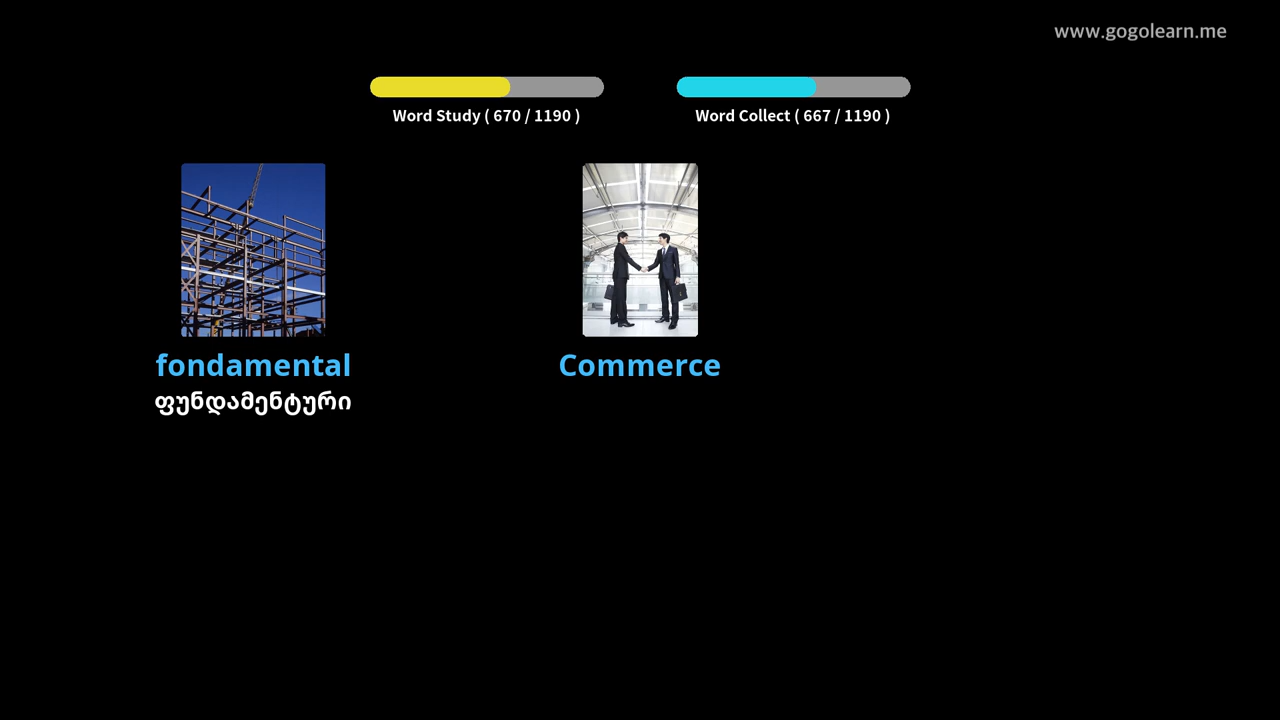 www.gogolearn.me
Word Study ( 670 / 1190 )
Word Collect ( 667 / 1190 )
fondamental
ფუნდამენტური
Commerce